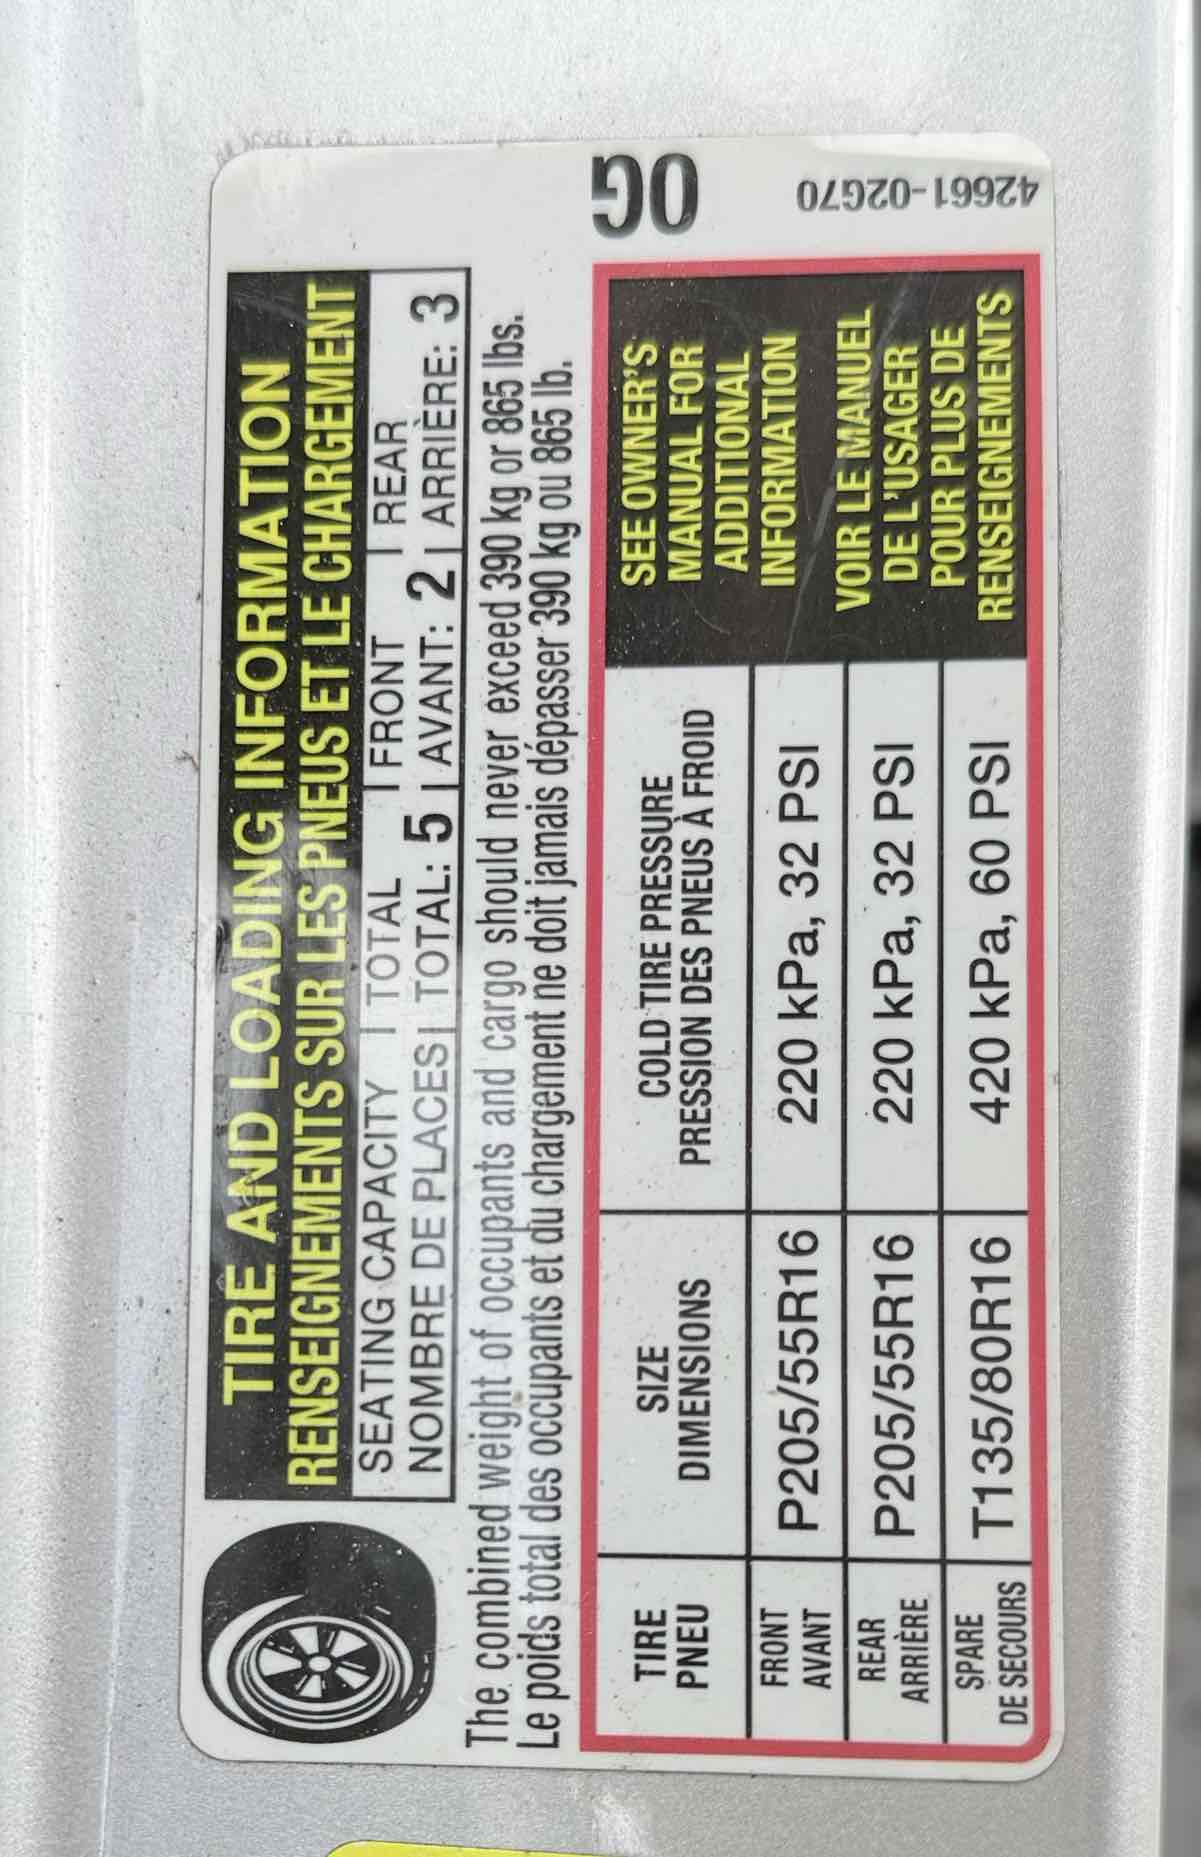 TIRE AND LOADING INFORMATION
RENSEIGNEMENTS SUR LES PNEUS ET LE CHARGEMENT
SEATING CAPACITY | TOTAL | FRONT | REAR
NOMBRE DE PLACES | TOTAL: 5 | AVANT: 2 | ARRIÈRE: 3
The combined weight of occupants and cargo should never exceed 390 kg or 865 lbs.
Le poids total des occupants et du chargement ne doit jamais dépasser 390 kg ou 865 lb.
TIRE
PNEU
SIZE
DIMENSIONS
COLD TIRE PRESSURE
PRESSION DES PNEUS À FROID
FRONT
AVANT
P205/55R16
220 kPa, 32 PSI
REAR
ARRIÈRE
P205/55R16
220 kPa, 32 PSI
SPARE
DE SECOURS
T135/80R16
420 kPa, 60 PSI
SEE OWNER'S
MANUAL FOR
ADDITIONAL
INFORMATION
VOIR LE MANUEL
DE L'USAGER
POUR PLUS DE
RENSEIGNEMENTS
0G
42661-02G70